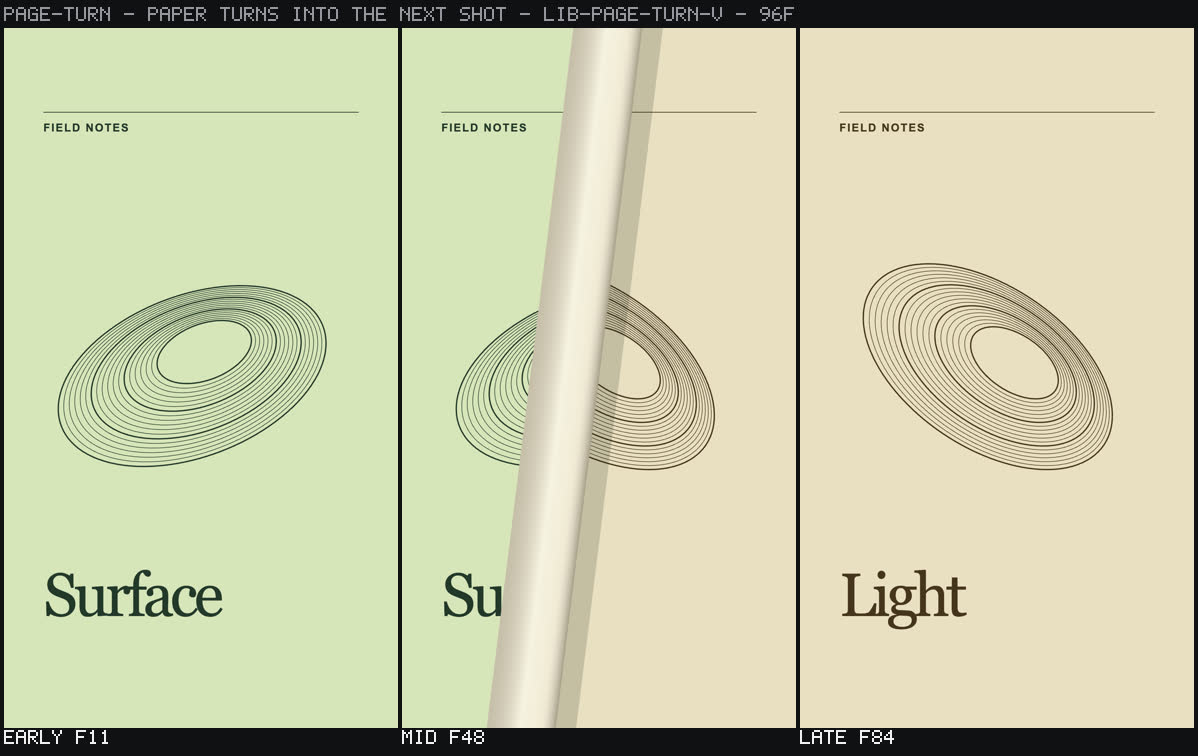 PAGE-TURN – PAPER TURNS INTO THE NEXT SHOT – LIB-PAGE-TURN-V – 96F
FIELD NOTES
Surface
EARLY F11
FIELD NOTES
Su
MID F48
FIELD NOTES
Light
LATE F84